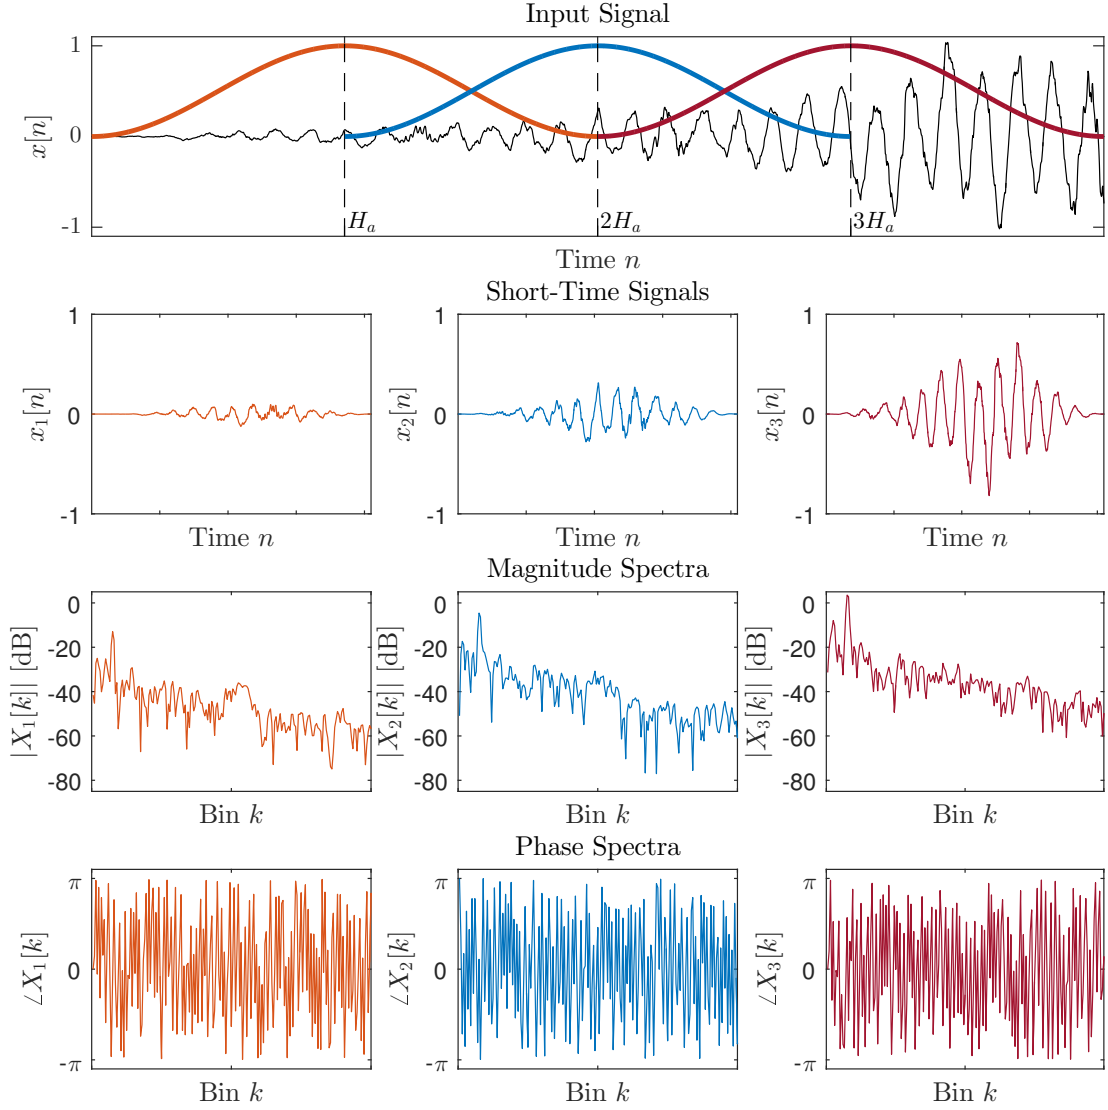 Input Signal
x[n]
1
0
-1
H_a
2H_a
3H_a
Time n
Short-Time Signals
x_1[n]
1
0
-1
Time n
x_2[n]
1
0
-1
Time n
x_3[n]
1
0
-1
Time n
Magnitude Spectra
|X_1[k]| [dB]
0
-20
-40
-60
-80
Bin k
|X_2[k]| [dB]
0
-20
-40
-60
-80
Bin k
|X_3[k]| [dB]
0
-20
-40
-60
-80
Bin k
Phase Spectra
∠X_1[k]
π
0
-π
Bin k
∠X_2[k]
π
0
-π
Bin k
∠X_3[k]
π
0
-π
Bin k